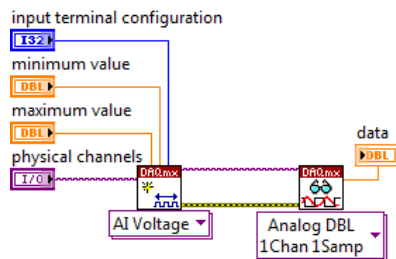 input terminal configuration
I32
minimum value
DBL
maximum value
DBL
data
DBL
physical channels
I/O
DAQmx
DAQmx
AI Voltage
Analog DBL
1Chan 1Samp